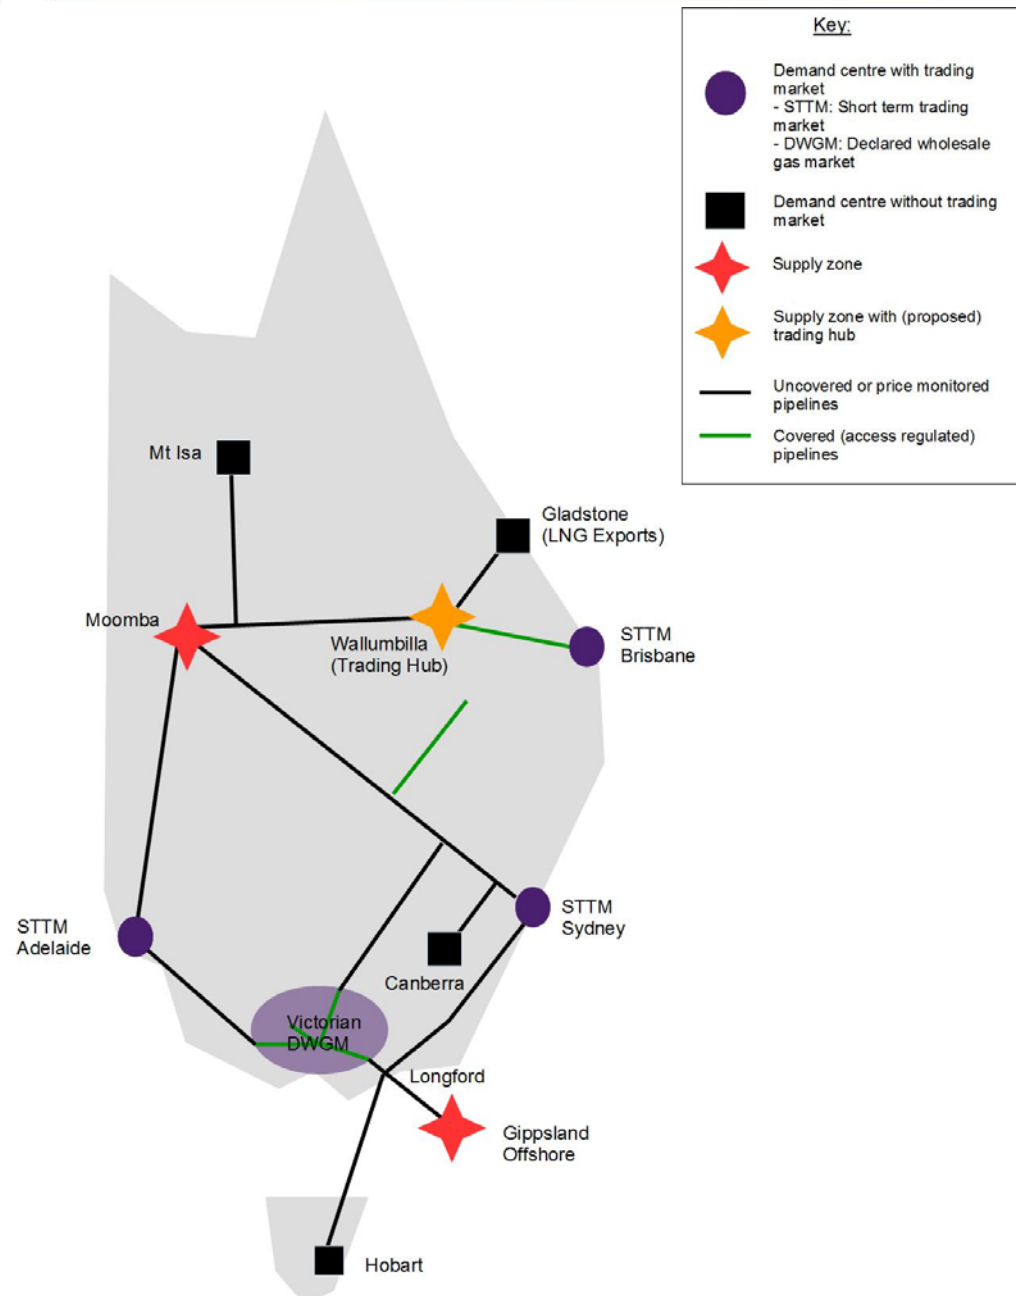 Key:
Demand centre with trading
market
- STTM: Short term trading
market
- DWGM: Declared wholesale
gas market
Demand centre without trading
market
Supply zone
Supply zone with (proposed)
trading hub
Uncovered or price monitored
pipelines
Covered (access regulated)
pipelines
Mt Isa
Gladstone
(LNG Exports)
Moomba
Wallumbilla
(Trading Hub)
STTM
Brisbane
STTM
Adelaide
STTM
Sydney
Canberra
Victorian
DWGM
Longford
Gippsland
Offshore
Hobart